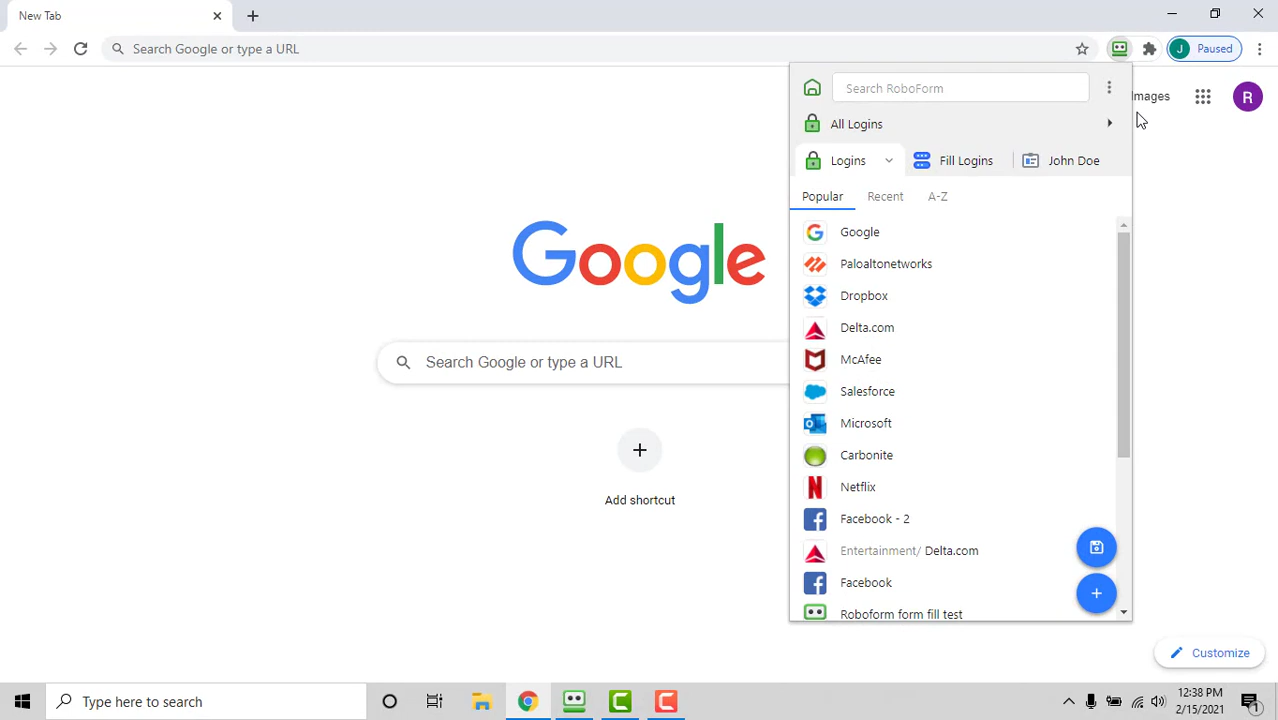 New Tab
Search Google or type a URL
J Paused
Search RoboForm
Images
R
All Logins
Logins Fill Logins John Doe
Popular Recent A-Z
Google
Google
Paloaltonetworks
Dropbox
Delta.com
McAfee
Salesforce
Microsoft
Carbonite
Netflix
Facebook - 2
Entertainment/ Delta.com
Facebook
Roboform form fill test
Search Google or type a URL
Add shortcut
Customize
Type here to search
12:38 PM
2/15/2021
1